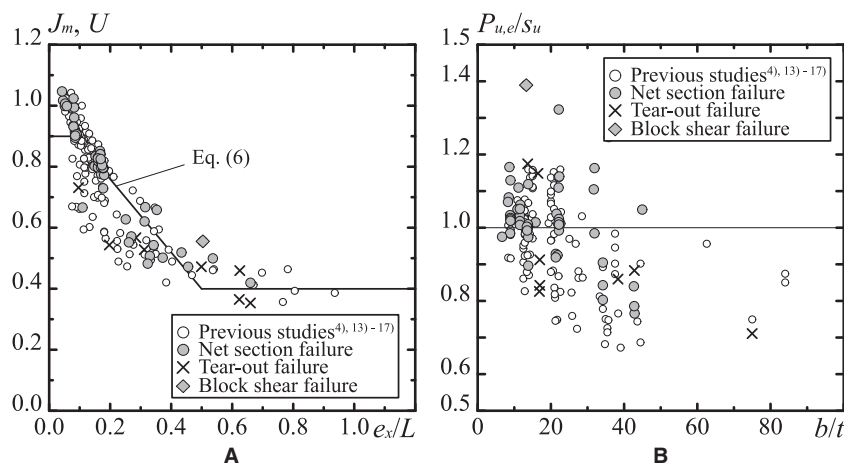 J_m, U
1.2
1.0
0.8
0.6
0.4
0.2
0.0
0.0 0.2 0.4 0.6 0.8 1.0 e_x/L
Eq. (6)
Previous studies4), 13) - 17)
Net section failure
Tear-out failure
Block shear failure
A
P_u,e/s_u
1.5
1.4
1.2
1.0
0.8
0.6
0.5
0 20 40 60 80 b/t
Previous studies4), 13) - 17)
Net section failure
Tear-out failure
Block shear failure
B